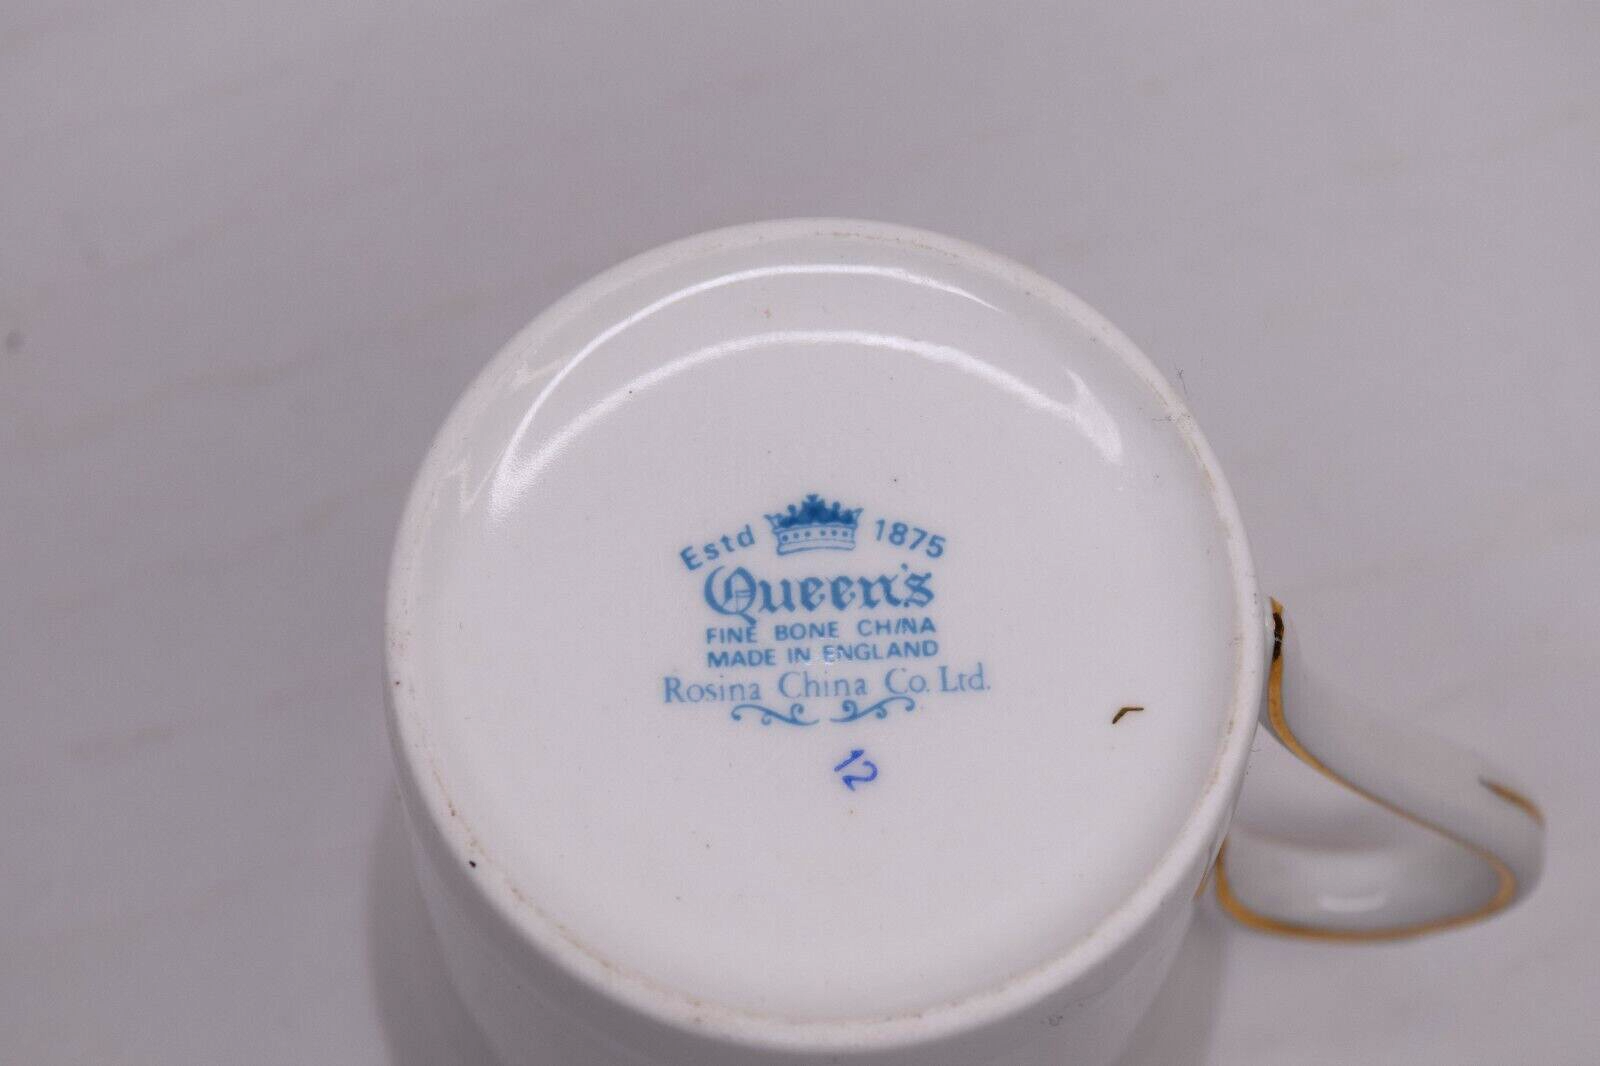 Estd 1875
Queen's
FINE BONE CHINA
MADE IN ENGLAND
Rosina China Co. Ltd.
12